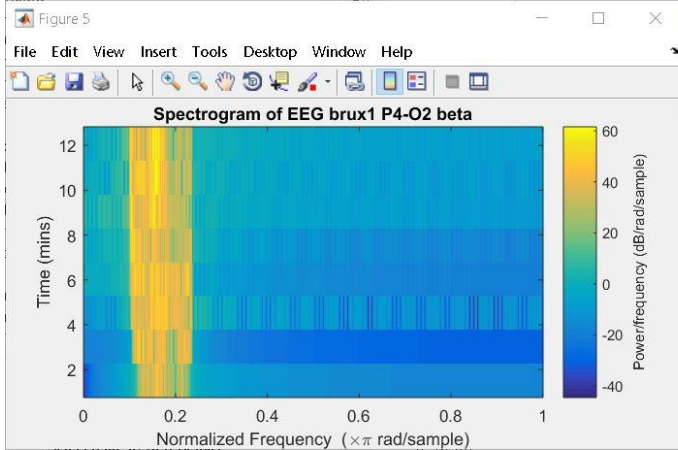 Figure 5
File Edit View Insert Tools Desktop Window Help
Spectrogram of EEG brux1 P4-O2 beta
12
10
8
6
4
2
Time (mins)
0 0.2 0.4 0.6 0.8 1
Normalized Frequency (×π rad/sample)
60
40
20
0
-20
-40
Power/frequency (dB/rad/sample)